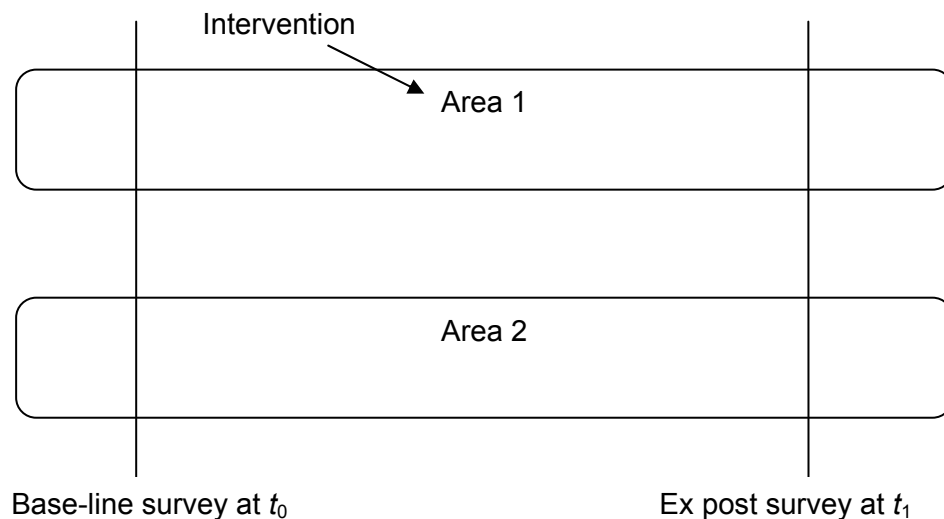 Intervention
Area 1
Area 2
Base-line survey at t₀
Ex post survey at t₁